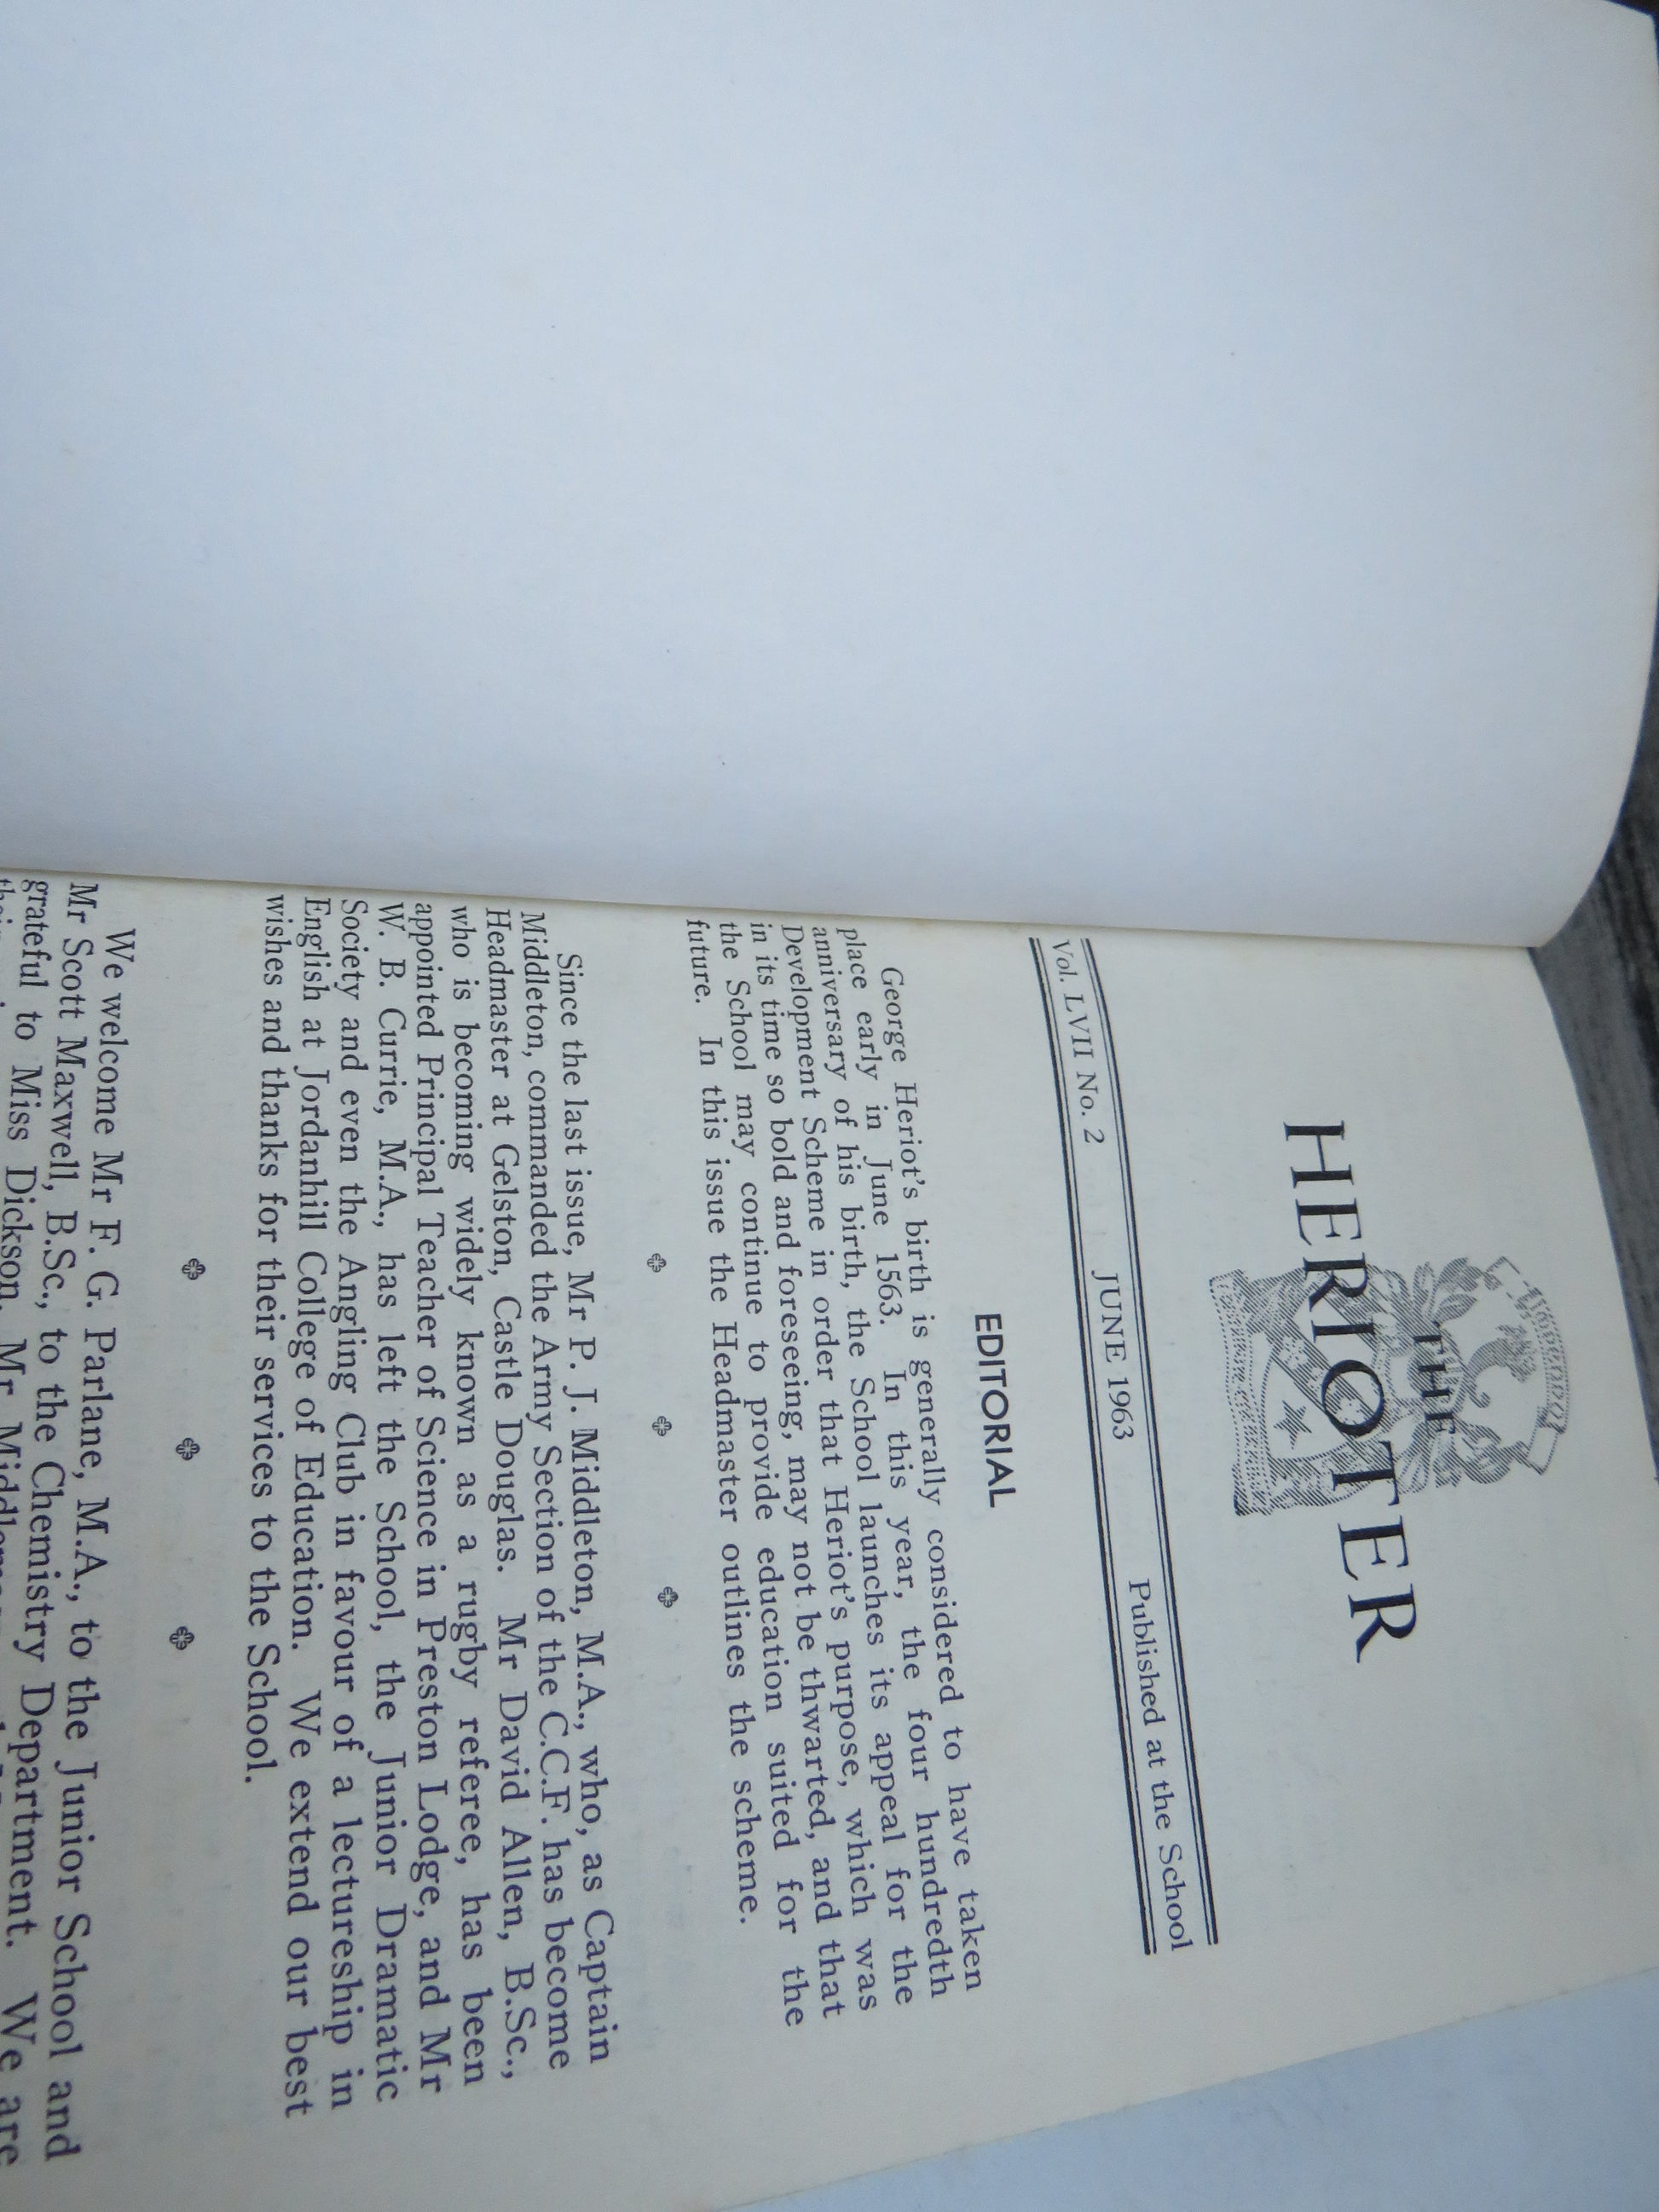 THE
HERIOTER
Vol. LVII No. 2 JUNE 1963 Published at the School
EDITORIAL
George Heriot's birth is generally considered to have taken
place early in June 1563. In this year, the four hundredth
anniversary of his birth, the School launches its appeal for the
Development Scheme in order that Heriot's purpose, which was
in its time so bold and foreseeing, may not be thwarted, and that
the School may continue to provide education suited for the
future. In this issue the Headmaster outlines the scheme.
Since the last issue, Mr P. J. Middleton, M.A., who, as Captain
Middleton, commanded the Army Section of the C.C.F. has become
Headmaster at Gelston, Castle Douglas. Mr David Allen, B.Sc.,
who is becoming widely known as a rugby referee, has been
appointed Principal Teacher of Science in Preston Lodge, and Mr
W. B. Currie, M.A., has left the School, the Junior Dramatic
Society and even the Angling Club in favour of a lectureship in
English at Jordanhill College of Education. We extend our best
wishes and thanks for their services to the School.
We welcome Mr F. G. Parlane, M.A., to the Junior School and
Mr Scott Maxwell, B.Sc., to the Chemistry Department. We are
grateful to Miss Dickson, Mr